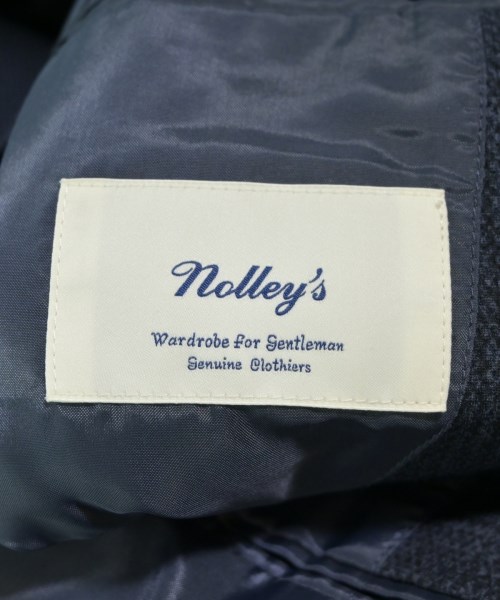 Nolley's
Wardrobe For Gentleman
Genuine Clothiers